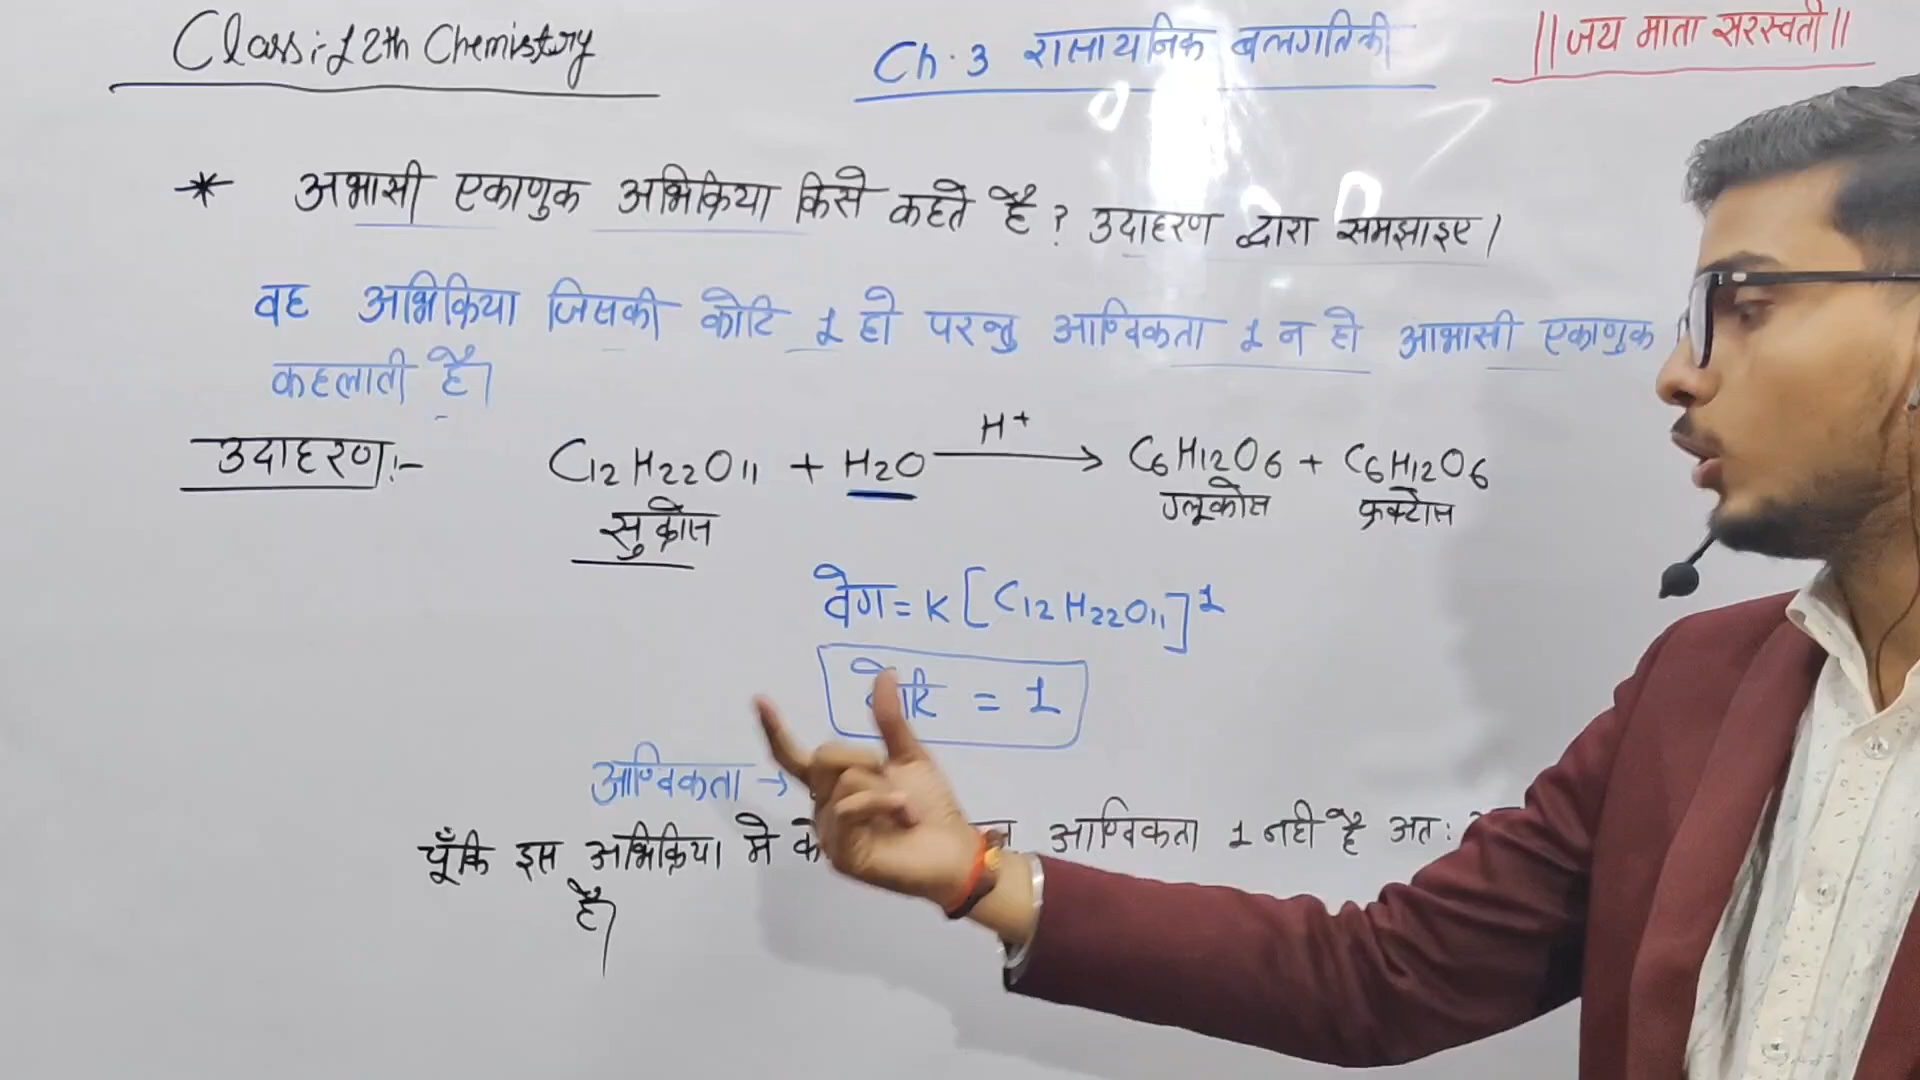 Class:-12th Chemistry
Ch.3 रासायनिक बलगतिकी
||जय माता सरस्वती||
* अभासी एकाणुक अभिक्रिया किसे कहते है? उदाहरण द्वारा समझाइए।
वह अभिक्रिया जिसकी कोटि 1 हो परन्तु आण्विकता 1 न हो आभासी एकाणुक
कहलाती है।
उदाहरण:- C12H22O11 + H2O H+ → C6H12O6 + C6H12O6
सुक्रोस ग्लूकोस फ्रक्टोस
वेग = K[C12H22O11]1
कोटि = 1
आण्विकता →
चूँकि इस अभिक्रिया मे आण्विकता 1 नही है अत:
है।